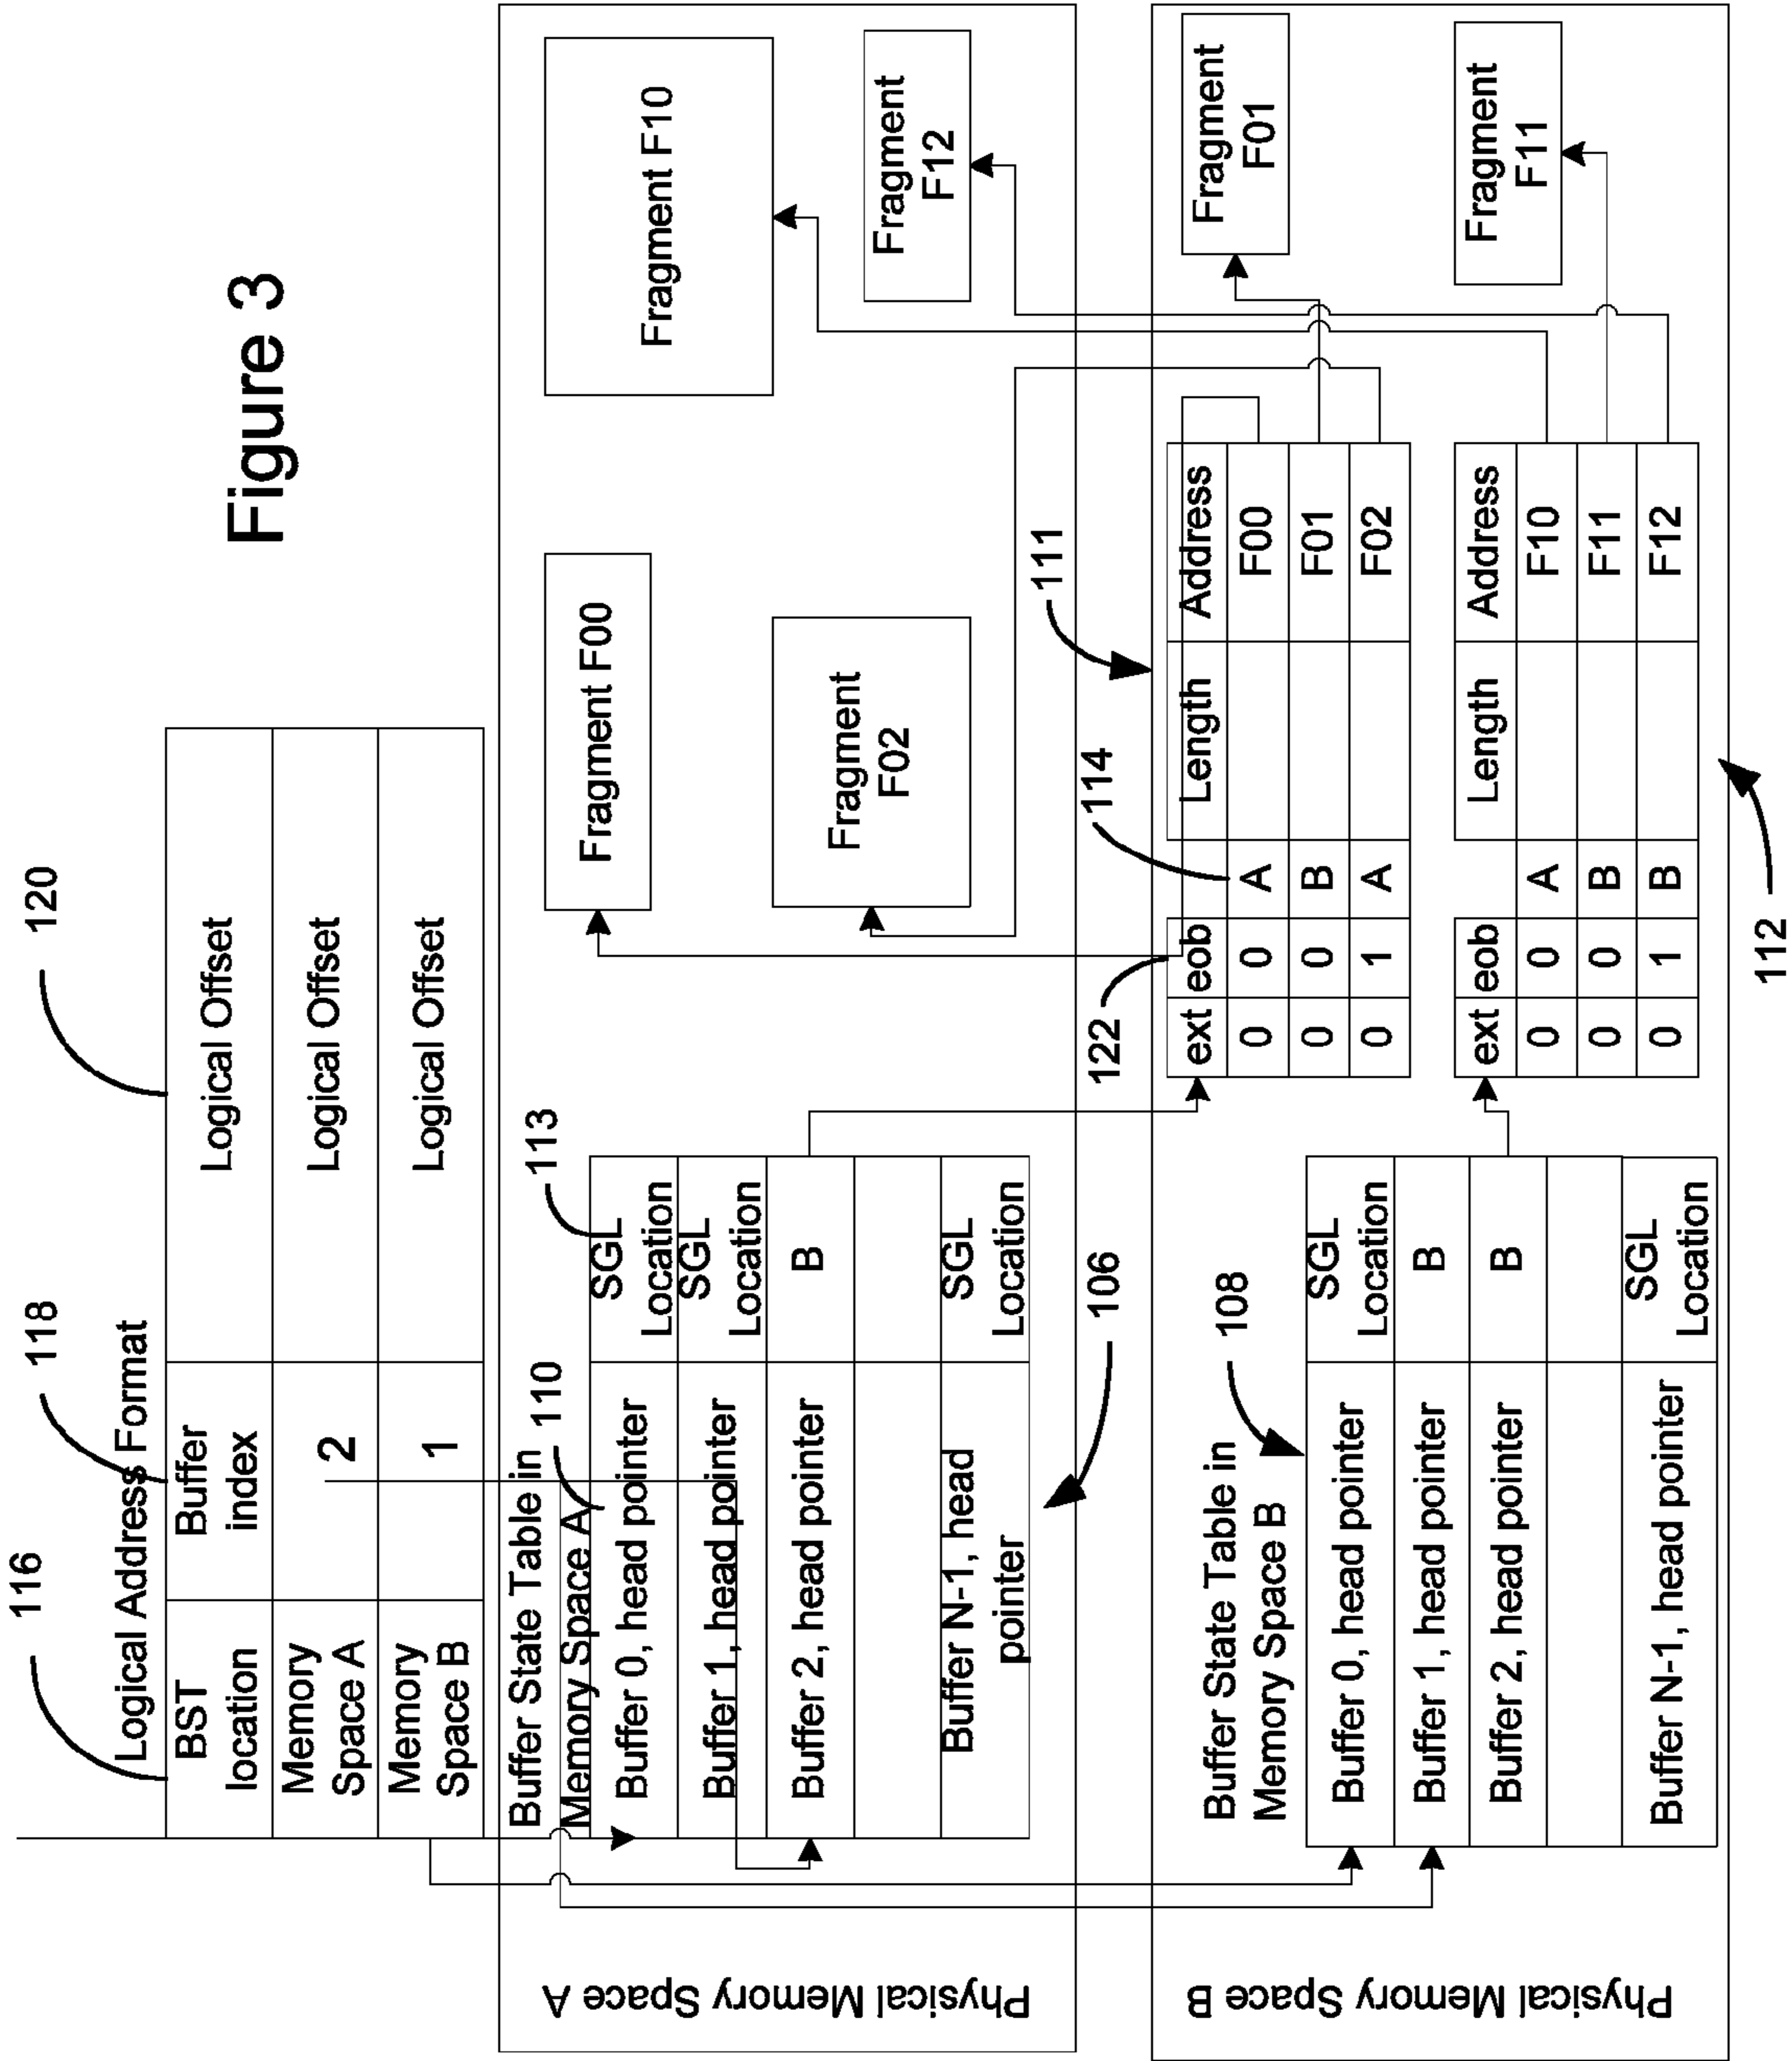 Figure 3
116
118
120
Logical Address Format
BST location
Buffer index
Logical Offset
Memory Space A
2
Logical Offset
Memory Space B
1
Logical Offset
Physical Memory Space A
Buffer State Table in
Memory Space A
110
113
Buffer 0, head pointer
SGL Location
Buffer 1, head pointer
SGL Location
Buffer 2, head pointer
B
Buffer N-1, head pointer
SGL Location
106
Fragment F00
Fragment F02
Fragment F10
Fragment F12
Physical Memory Space B
Buffer State Table in
Memory Space B
108
Buffer 0, head pointer
SGL Location
Buffer 1, head pointer
B
Buffer 2, head pointer
B
Buffer N-1, head pointer
SGL Location
122
114
111
ext eob Length Address
0 0 A F00
0 0 B F01
0 1 A F02
ext eob Length Address
0 0 A F10
0 0 B F11
0 1 B F12
112
Fragment F01
Fragment F11